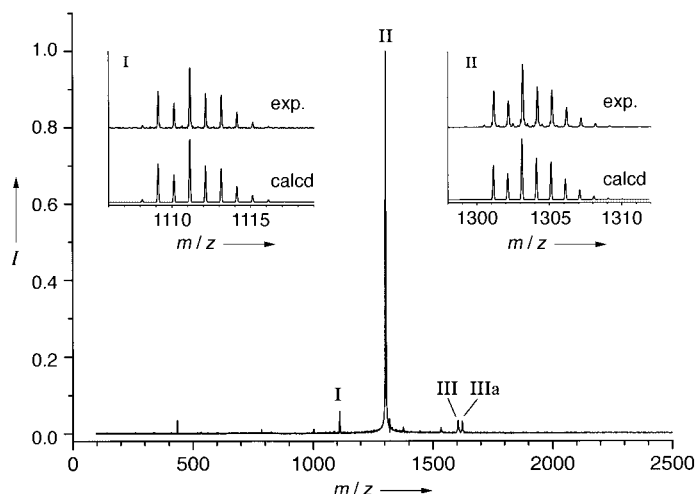 II
1.0
I
exp.
calcd
1110 1115
m / z
II
exp.
calcd
1300 1305 1310
m / z
0.8
0.6
I
0.4
0.2
I
III IIIa
0.0
0 500 1000 1500 2000 2500
m / z